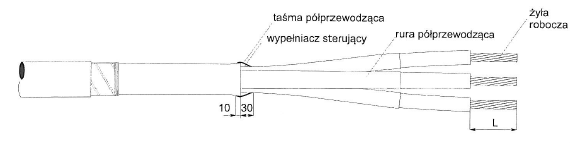 taśma półprzewodząca
wypełniacz sterujący
rura półprzewodząca
żyła
robocza
10
30
L